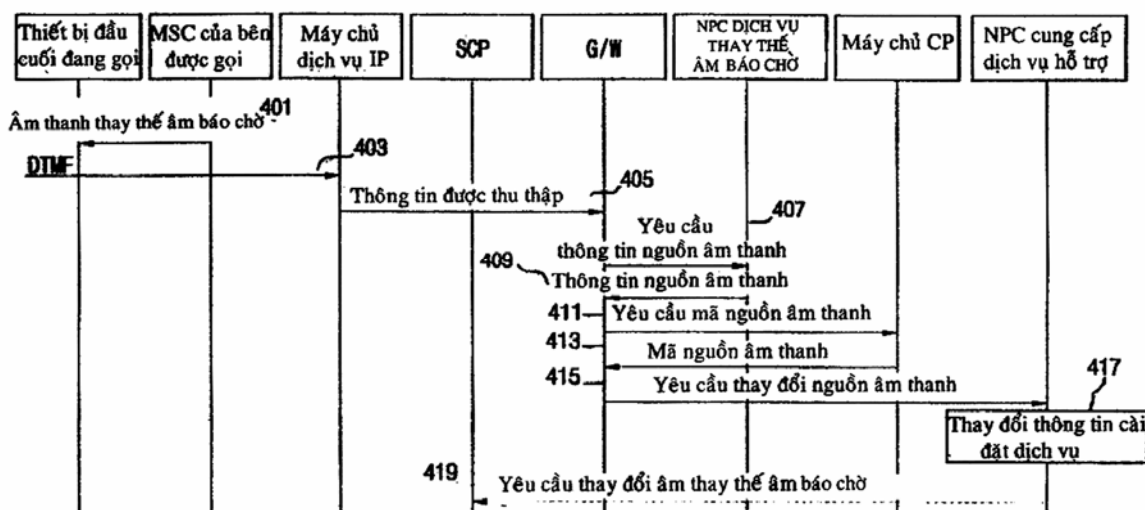 Thiết bị đầu
cuối đang gọi
MSC của bên
được gọi
Máy chủ
dịch vụ IP
SCP
G/W
NPC DỊCH VỤ
THAY THẾ
ÂM BÁO CHỜ
Máy chủ CP
NPC cung cấp
dịch vụ hỗ trợ
Âm thanh thay thế âm báo chờ 401
DTMF
403
Thông tin được thu thập
405
407
Yêu cầu
thông tin nguồn âm thanh
409
Thông tin nguồn âm thanh
411
Yêu cầu mã nguồn âm thanh
413
Mã nguồn âm thanh
415
Yêu cầu thay đổi nguồn âm thanh
417
Thay đổi thông tin cài
đặt dịch vụ
419
Yêu cầu thay đổi âm thay thế âm báo chờ